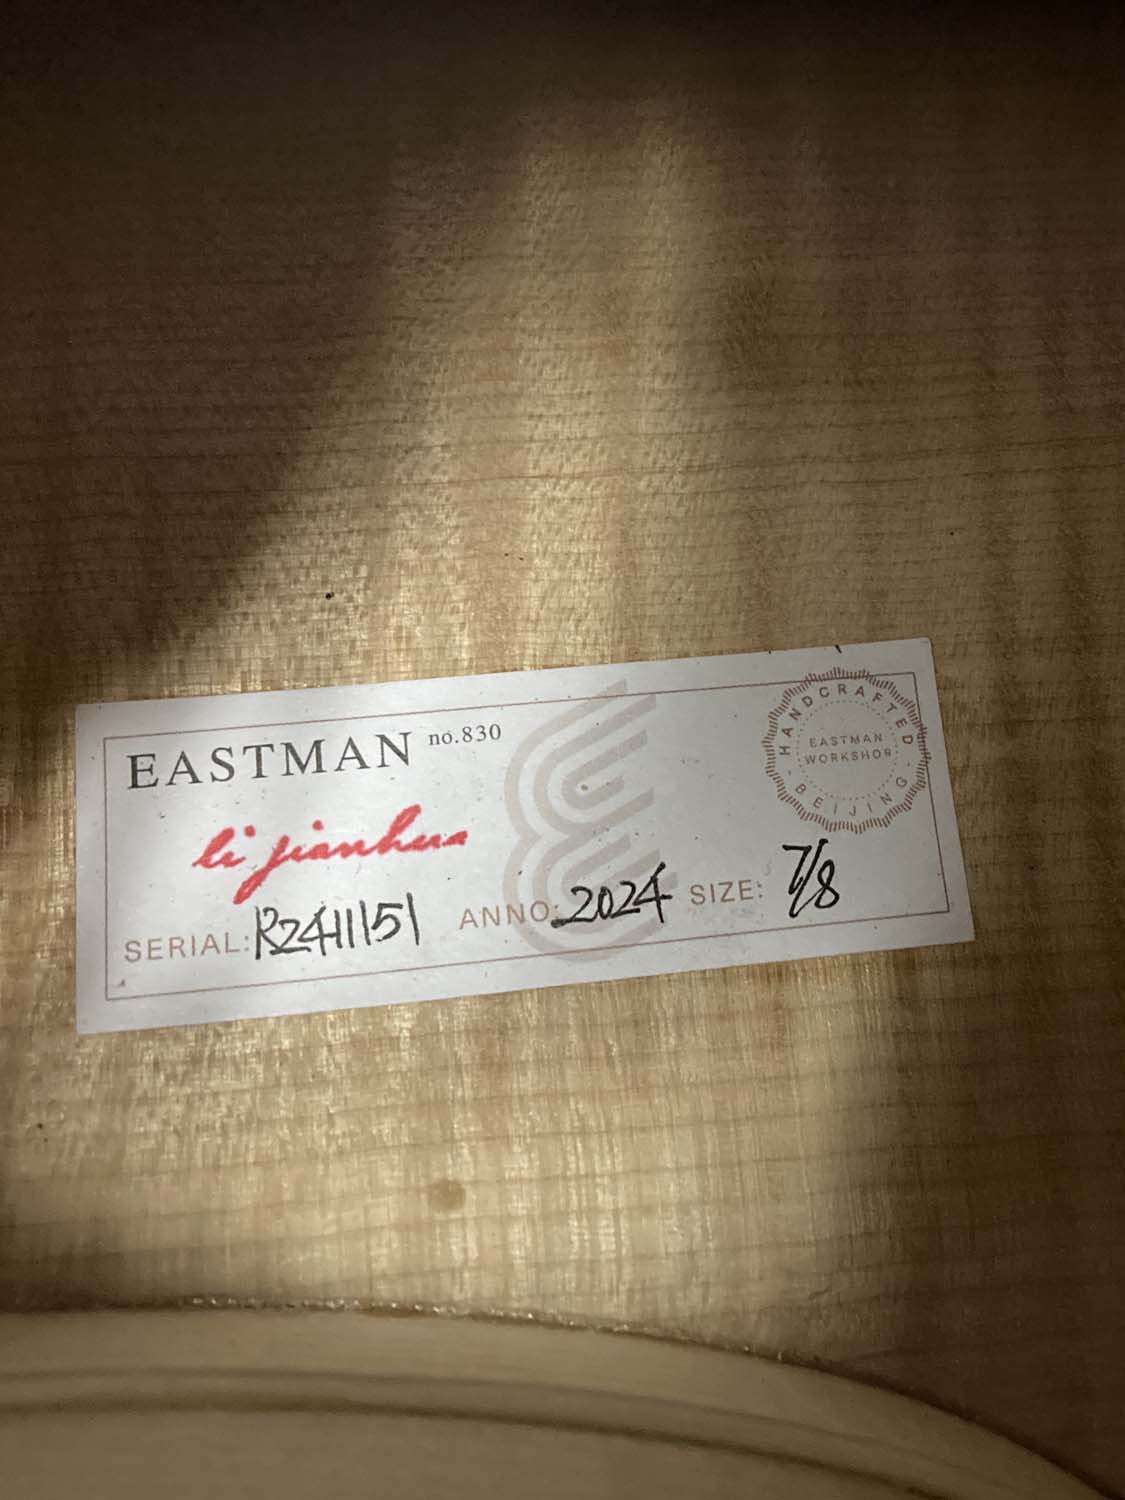 EASTMAN no.830
li jianhua
SERIAL: R2411151 ANNO: 2024 SIZE: 7/8
HANDCRAFTED
EASTMAN
WORKSHOP
- BEIJING -